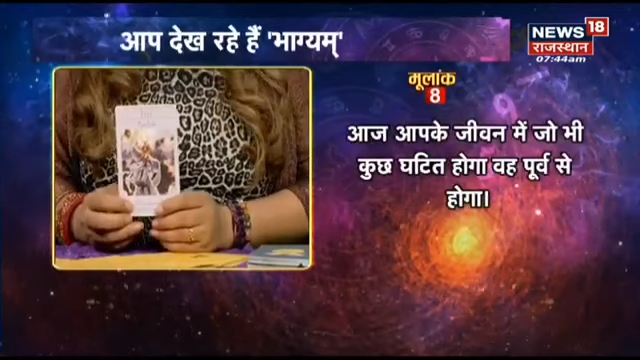 आप देख रहे हैं 'भाग्यम्'
NEWS 18
राजस्थान
07:44am
मूलांक
8
आज आपके जीवन में जो भी
कुछ घटित होगा वह पूर्व से
होगा।